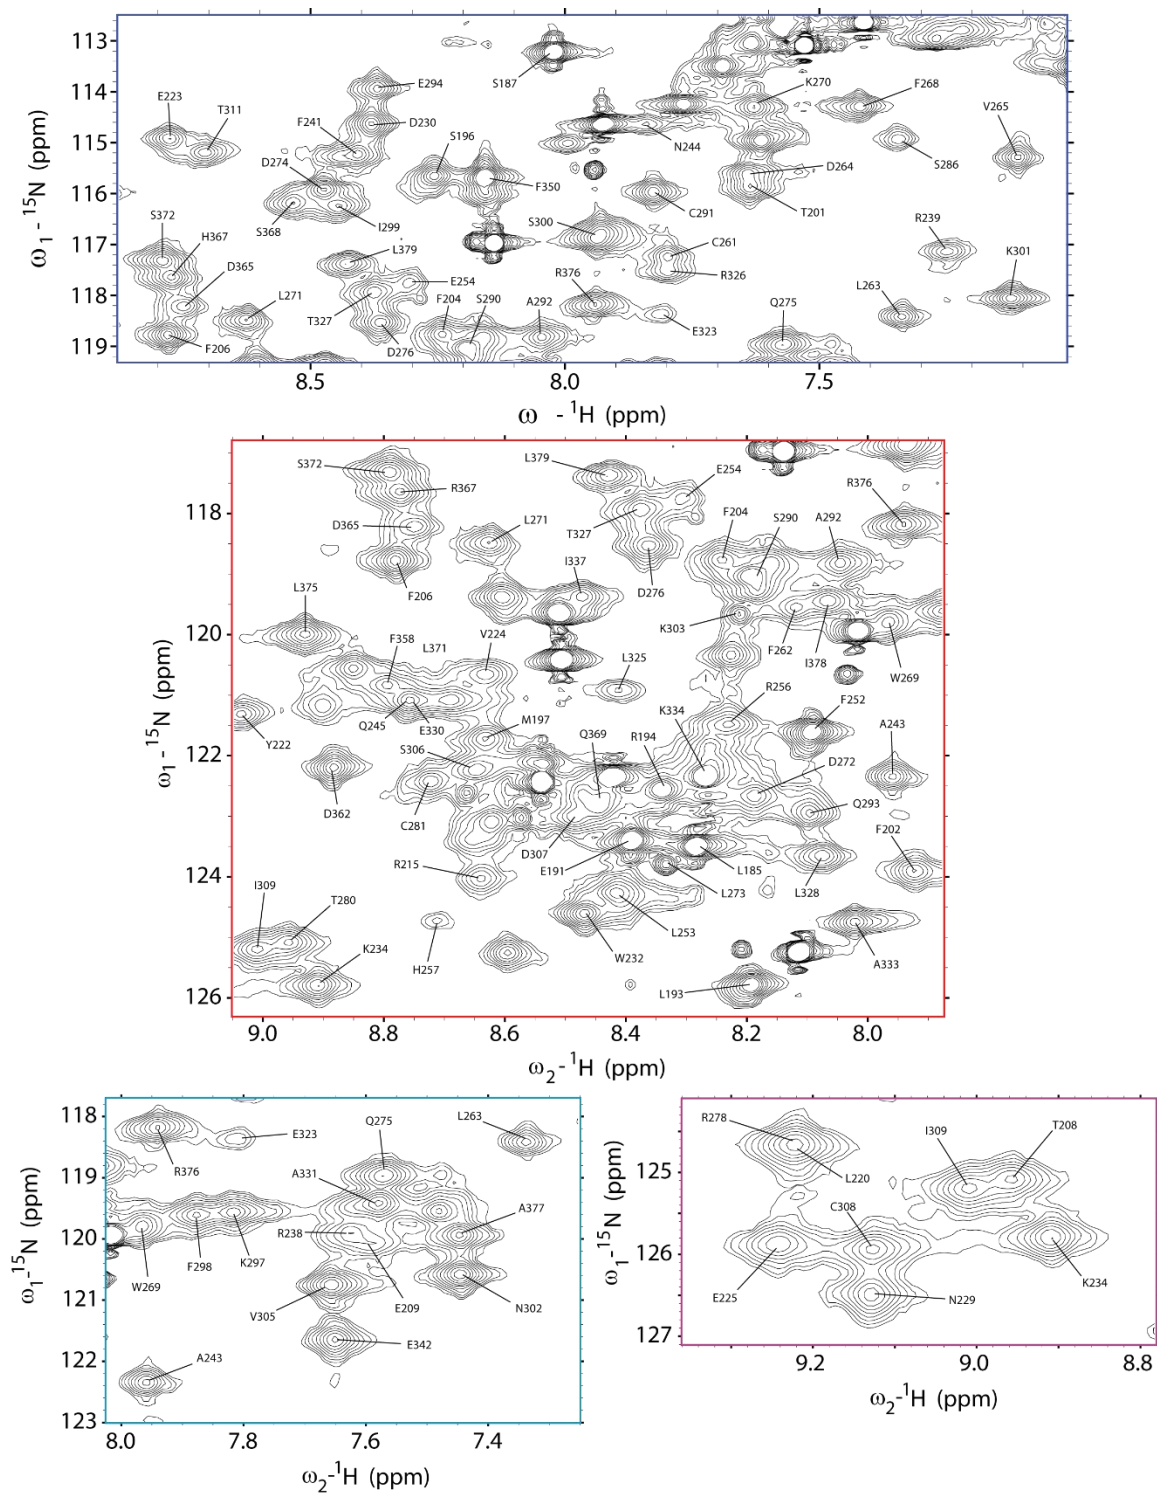 113
114
115
116
117
118
119
ω1 - 15N (ppm)
E223
T311
F241
D274
E294
D230
S187
S196
F350
N244
K270
F268
V265
S286
D264
T201
C291
S300
C261
R326
R239
K301
S372
H367
D365
S368
I299
L379
E254
R376
L271
T327
F204
S290
A292
E323
Q275
L263
F206
D276
8.5
8.0
7.5
ω - 1H (ppm)
118
120
122
124
126
ω1 - 15N (ppm)
S372
R367
D365
L271
F206
L375
L379
E254
T327
I337
D276
F204
S290
A292
R376
K303
F262
I378
W269
F358
L371
V224
L325
R256
F252
K334
A243
Y222
Q245
E330
M197
S306
Q369
R194
D272
Q293
D362
C281
D307
E191
L185
F202
R215
L273
L328
I309
T280
K234
H257
L253
W232
A333
L193
9.0
8.8
8.6
8.4
8.2
8.0
ω2 - 1H (ppm)
118
119
120
121
122
123
ω1 - 15N (ppm)
R376
E323
Q275
L263
A331
A377
R238
W269
F298
K297
V305
E209
N302
E342
A243
8.0
7.8
7.6
7.4
ω2 - 1H (ppm)
125
126
127
ω1 - 15N (ppm)
R278
L220
I309
T208
C308
E225
N229
K234
9.2
9.0
8.8
ω2 - 1H (ppm)